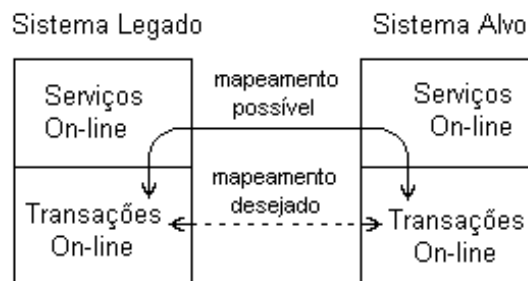 Sistema Legado
Sistema Alvo
Serviços
On-line
mapeamento
possível
Serviços
On-line
Transações
On-line
mapeamento
desejado
Transações
On-line